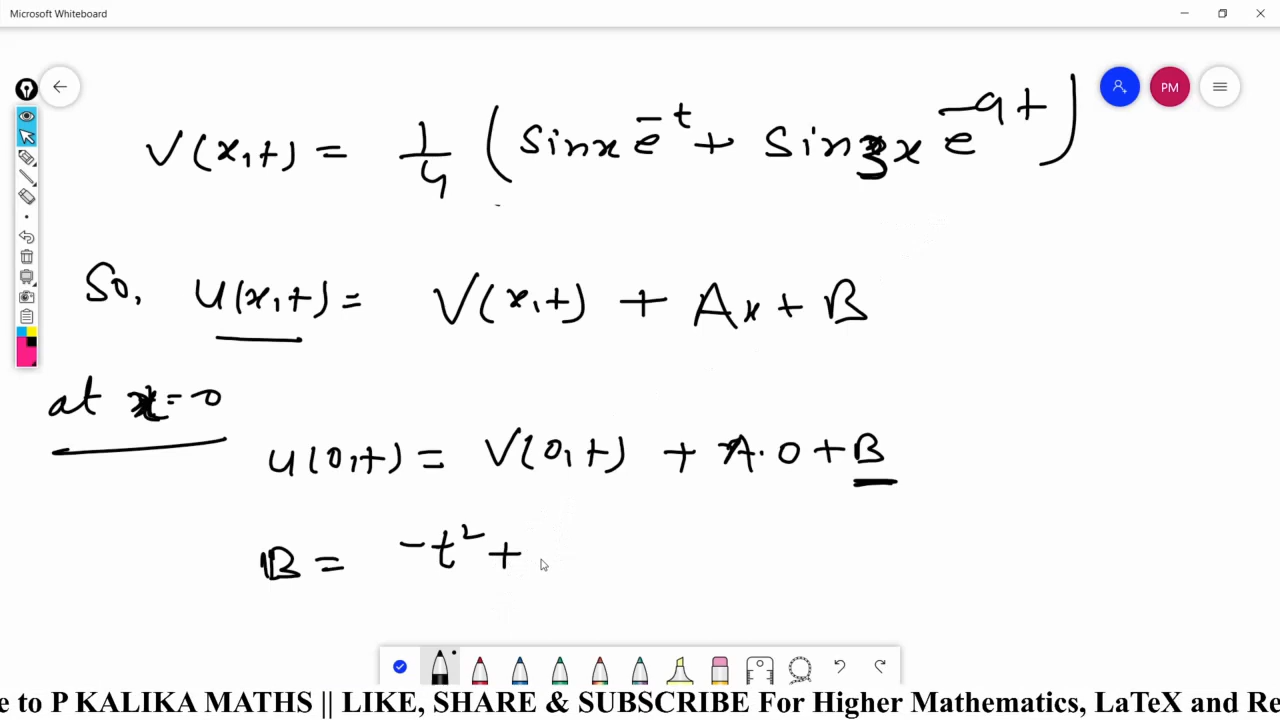 Microsoft Whiteboard
PM
V(x,t) = 1/4 (Sinx e^-t + Sin3x e^-9t)
So, u(x,t) = V(x,t) + Ax + B
at x=0
u(0,t) = V(0,t) + A.0 + B
B = -t² +
e to P KALIKA MATHS || LIKE, SHARE & SUBSCRIBE For Higher Mathematics, LaTeX and Re